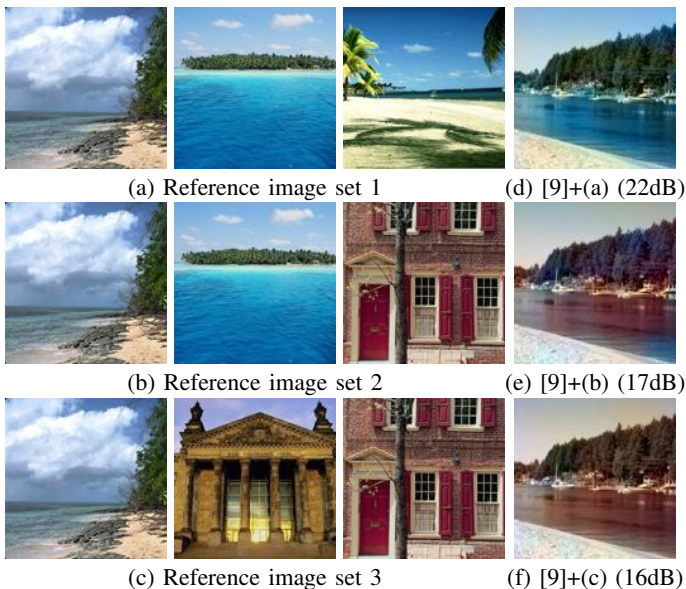 (a) Reference image set 1
(d) [9]+(a) (22dB)
(b) Reference image set 2
(e) [9]+(b) (17dB)
(c) Reference image set 3
(f) [9]+(c) (16dB)